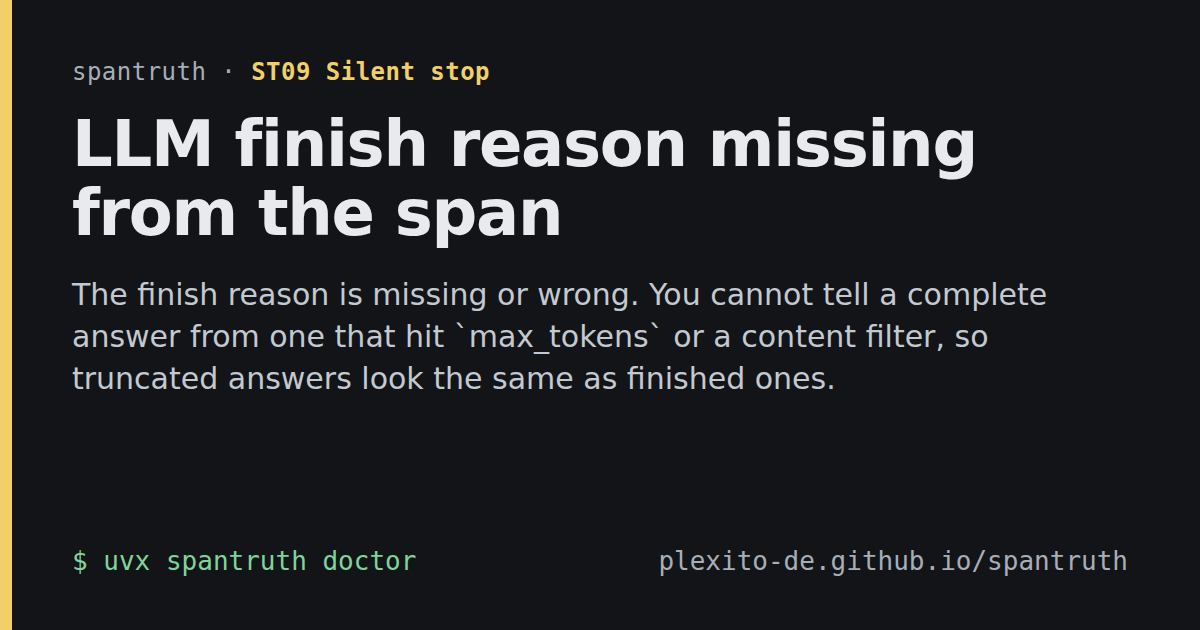 spantruth · ST09 Silent stop
LLM finish reason missing
from the span
The finish reason is missing or wrong. You cannot tell a complete
answer from one that hit `max_tokens` or a content filter, so
truncated answers look the same as finished ones.
$ uvx spantruth doctor
plexito-de.github.io/spantruth